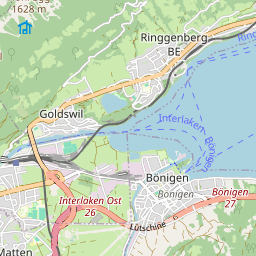 1628 m
Ringgenberg
BE
Goldswil
Interlaken
Bönigen
Bönigen
Bönigen
Interlaken Ost
26
Bönigen
27
Lütschine
Matten